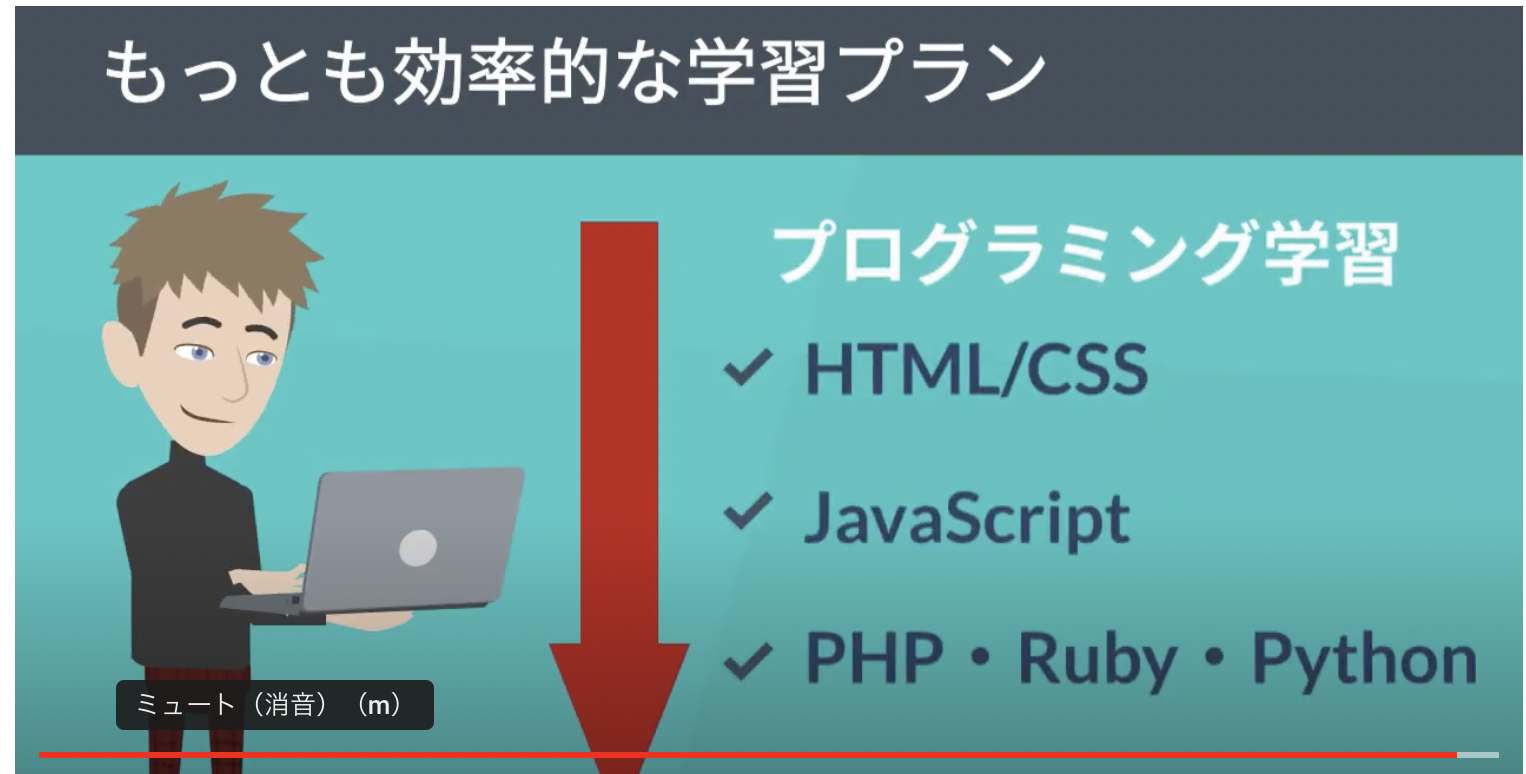 もっとも効率的な学習プラン
プログラミング学習
HTML/CSS
JavaScript
PHP・Ruby・Python
ミュート（消音）（m）